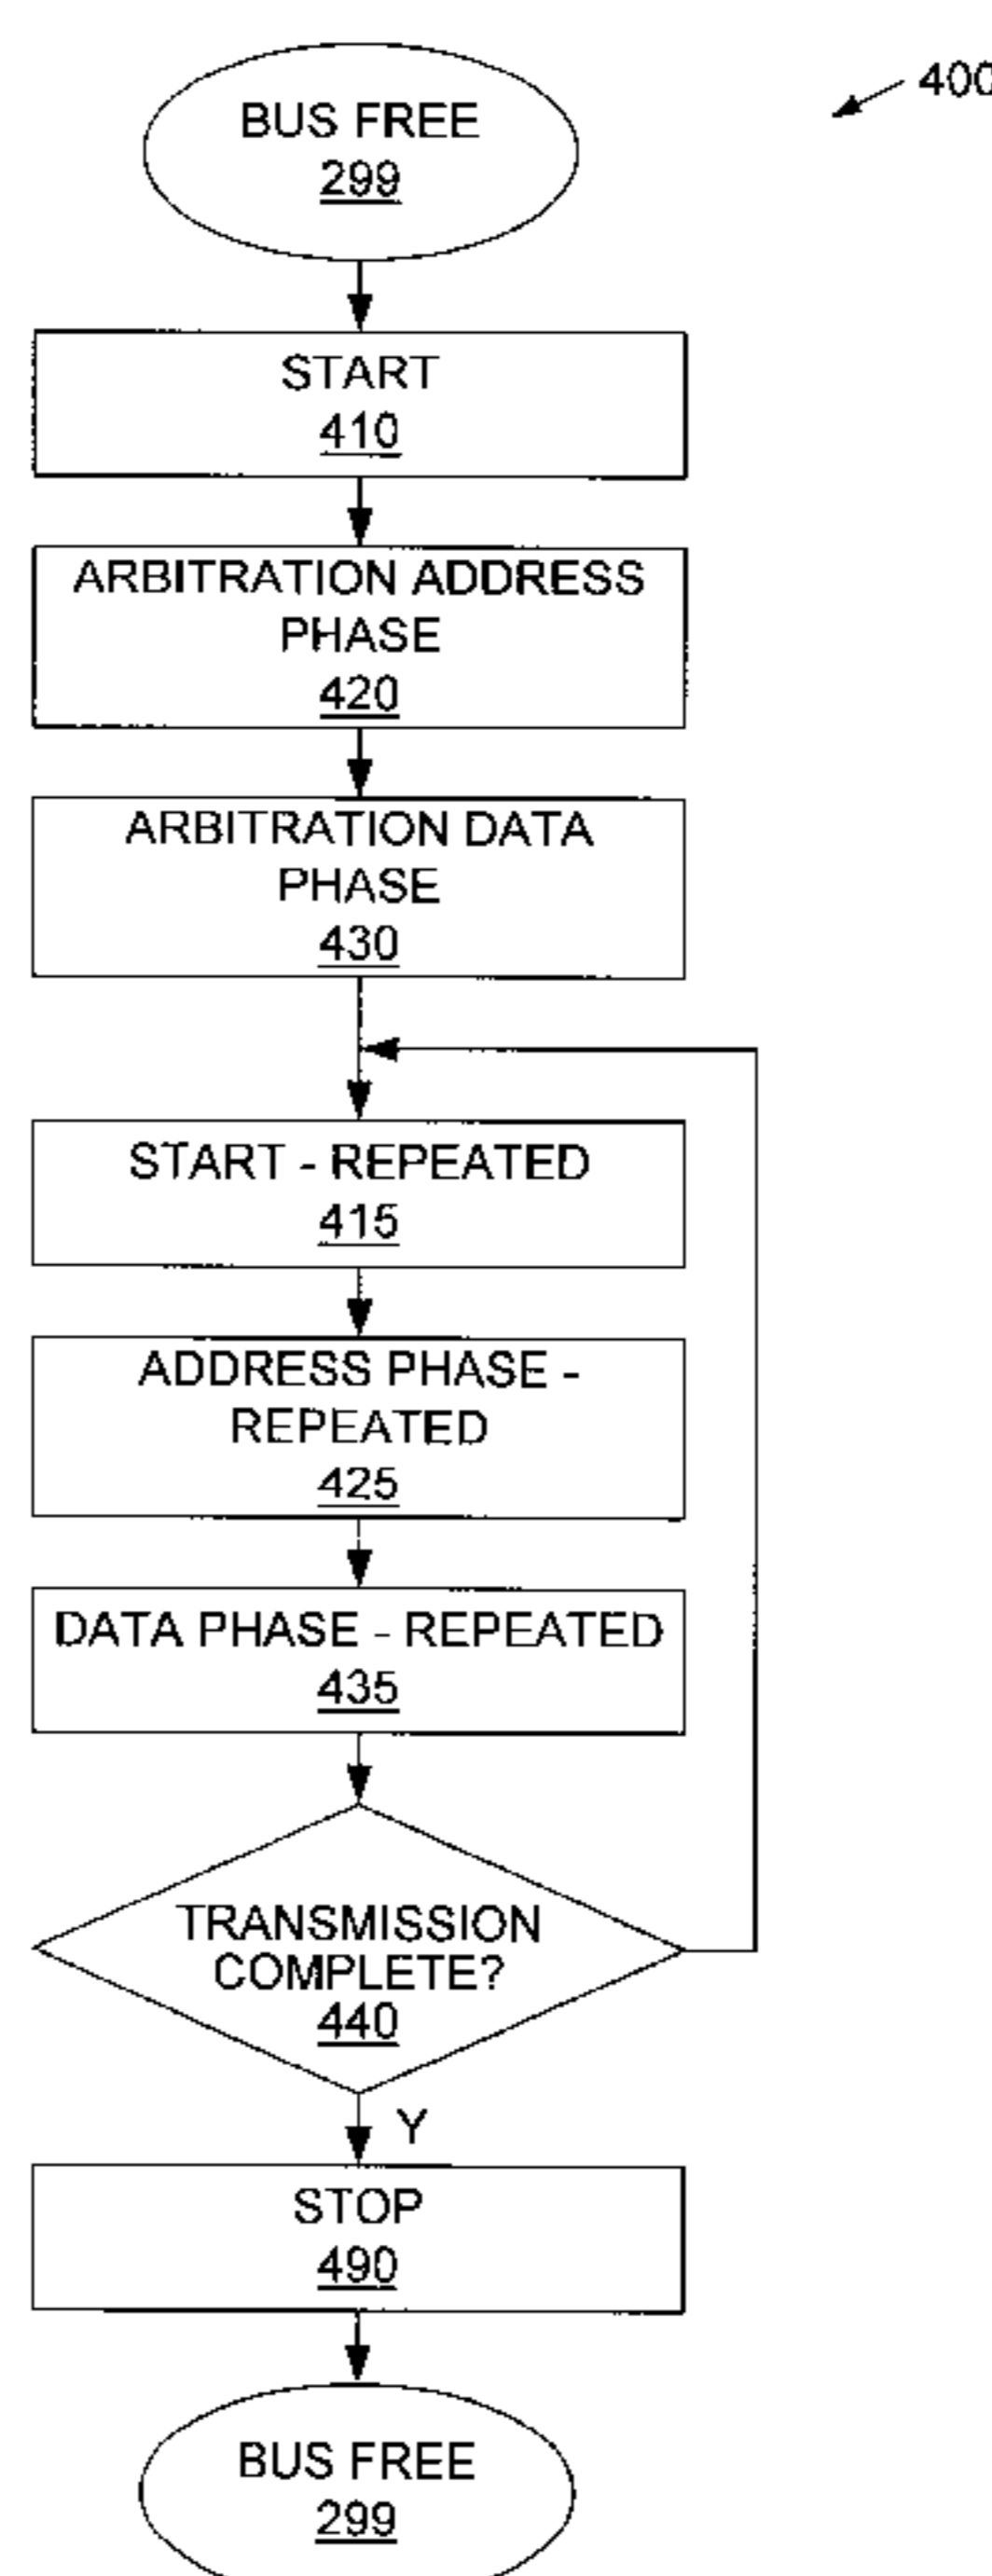 400
BUS FREE
299
START
410
ARBITRATION ADDRESS
PHASE
420
ARBITRATION DATA
PHASE
430
START - REPEATED
415
ADDRESS PHASE -
REPEATED
425
DATA PHASE - REPEATED
435
TRANSMISSION
COMPLETE?
440
Y
STOP
490
BUS FREE
299